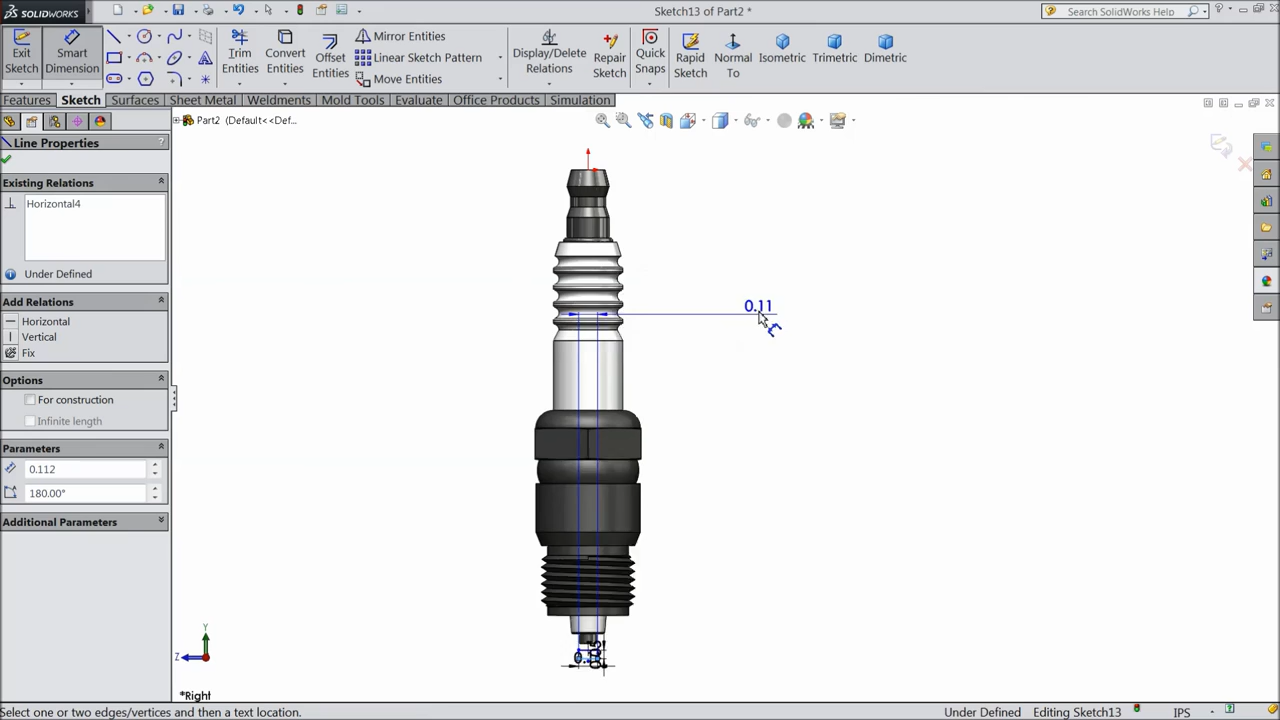 SOLIDWORKS
Sketch13 of Part2 *
Search SolidWorks Help
Exit Sketch
Smart Dimension
Trim Entities
Convert Entities
Offset Entities
Mirror Entities
Linear Sketch Pattern
Move Entities
Display/Delete Relations
Repair Sketch
Quick Snaps
Rapid Sketch
Normal To
Isometric
Trimetric
Dimetric
Features
Sketch
Surfaces
Sheet Metal
Weldments
Mold Tools
Evaluate
Office Products
Simulation
Part2 (Default<<Def...
Line Properties
?
Existing Relations
Horizontal4
Under Defined
Add Relations
Horizontal
Vertical
Fix
Options
For construction
Infinite length
Parameters
0.112
180.00°
Additional Parameters
0.11
Y
Z
*Right
Select one or two edges/vertices and then a text location.
Under Defined
Editing Sketch13
IPS